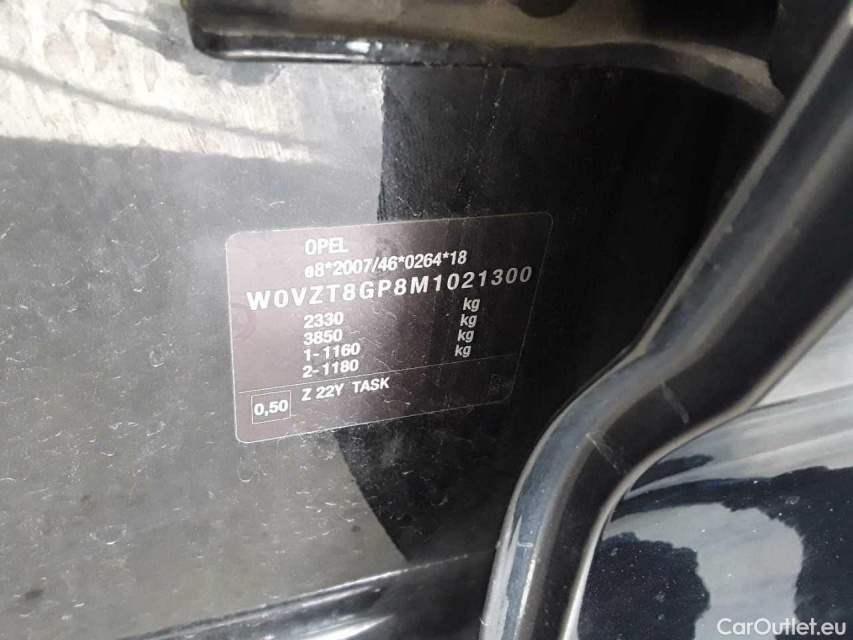 OPEL
e8*2007/46*0264*18
W0VZT8GP8M1021300
2330 kg
3850 kg
1-1160 kg
2-1180 kg
0,50 Z 22Y TASK
CarOutlet.eu